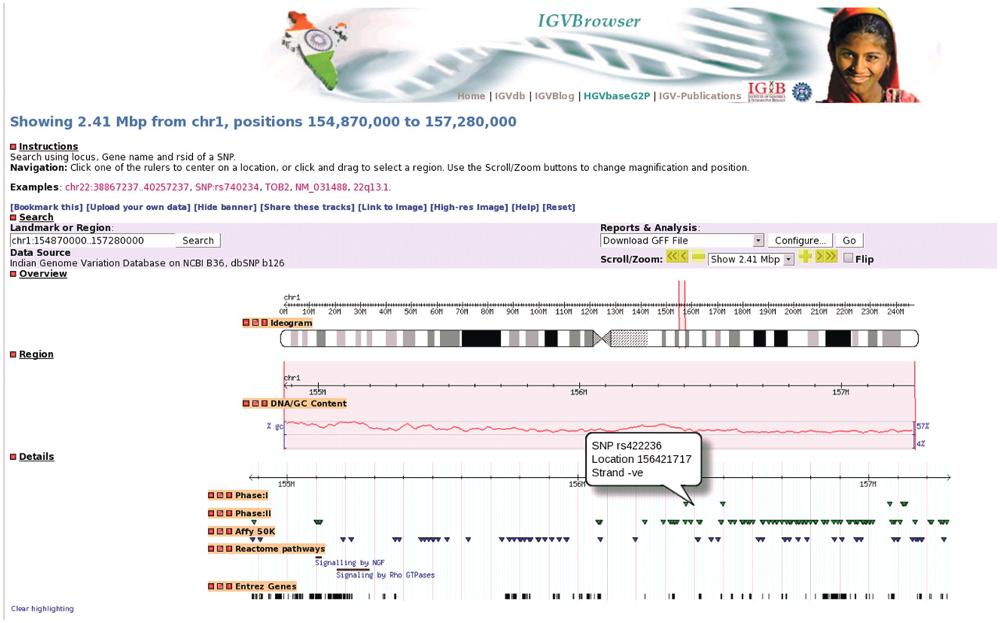 IGVBrowser
Home | IGVdb | IGVBlog | HGVbaseG2P | IGV-Publications
IGIB
INSTITUTE OF GENOMICS
& INTEGRATIVE BIOLOGY
Showing 2.41 Mbp from chr1, positions 154,870,000 to 157,280,000
Instructions
Search using locus, Gene name and rsid of a SNP.
Navigation: Click one of the rulers to center on a location, or click and drag to select a region. Use the Scroll/Zoom buttons to change magnification and position.
Examples: chr22:38867237..40257237, SNP:rs740234, TOB2, NM_031488, 22q13.1.
[Bookmark this] [Upload your own data] [Hide banner] [Share these tracks] [Link to Image] [High-res Image] [Help] [Reset]
Search
Landmark or Region:
chr1:154870000..157280000 Search
Reports & Analysis:
Download GFF File Configure... Go
Data Source
Indian Genome Variation Database on NCBI B36, dbSNP b126
Scroll/Zoom: Show 2.41 Mbp Flip
Overview
chr1
0M 10M 20M 30M 40M 50M 60M 70M 80M 90M 100M 110M 120M 130M 140M 150M 160M 170M 180M 190M 200M 210M 220M 230M 240M
Ideogram
Region
chr1
155M 156M 157M
DNA/GC Content
% gc 57%
4%
Details
SNP rs422236
Location 156421717
Strand -ve
155M 156M 157M
Phase:I
Phase:II
Affy 50K
Reactome pathways
Signalling by NGF
Signaling by Rho GTPases
Entrez Genes
Clear highlighting